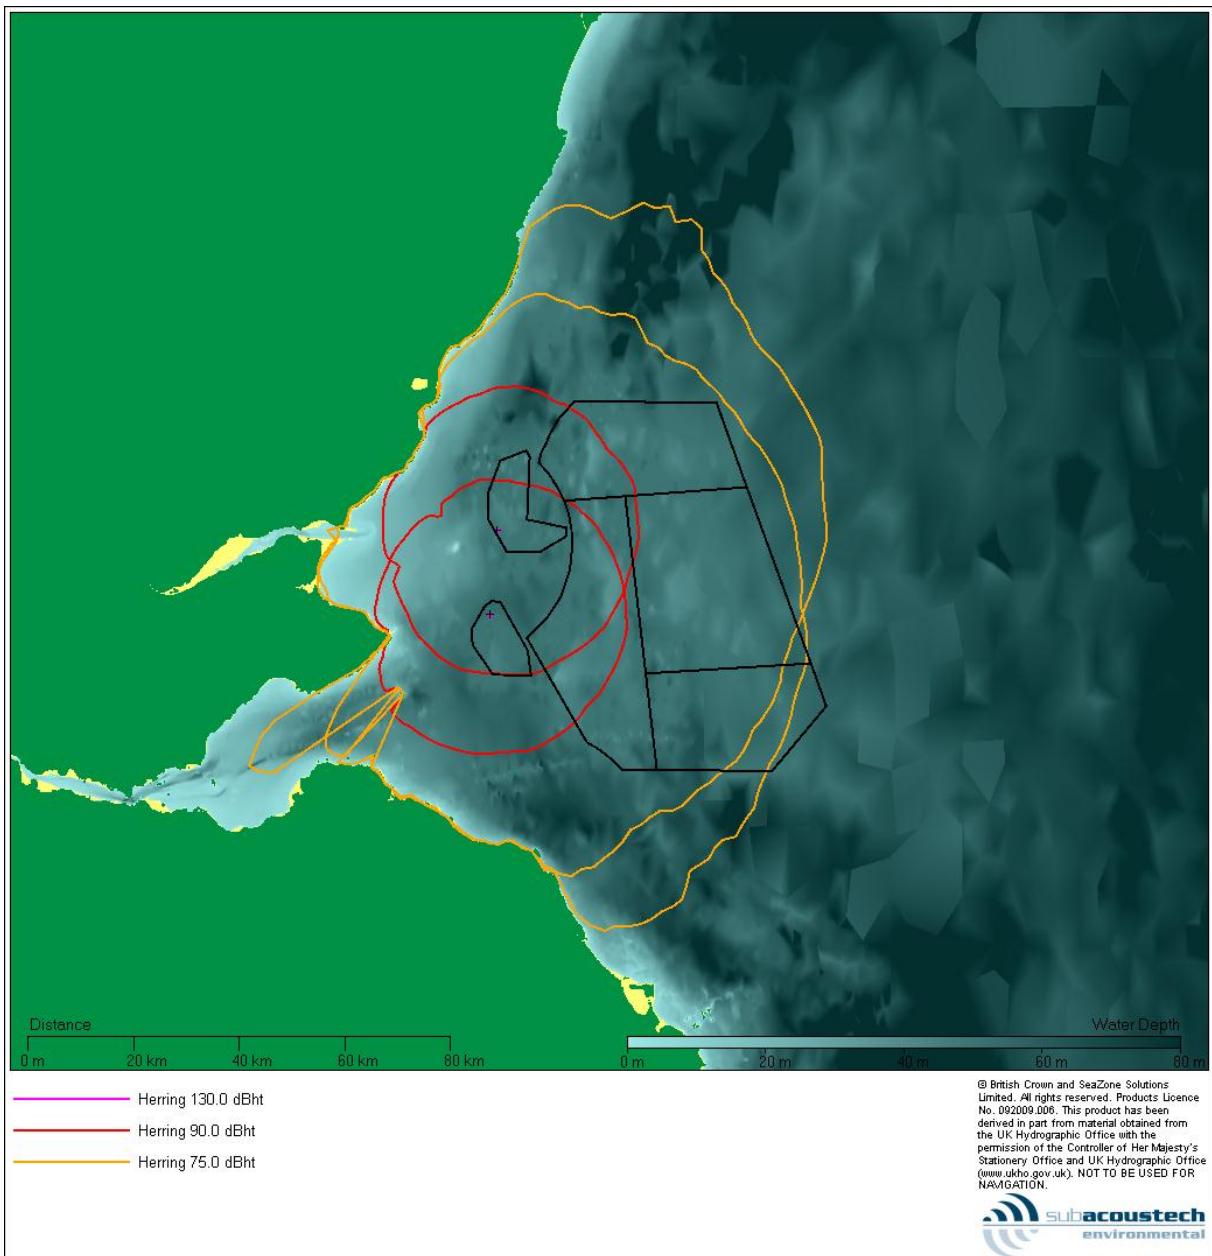 Distance
Water Depth
0 m 20 km 40 km 60 km 80 km
0 m 20 m 40 m 60 m 80 m
Herring 130.0 dBht
Herring 90.0 dBht
Herring 75.0 dBht
© British Crown and SeaZone Solutions
Limited. All rights reserved. Products Licence
No. 092009.006. This product has been
derived in part from material obtained from
the UK Hydrographic Office with the
permission of the Controller of Her Majesty's
Stationery Office and UK Hydrographic Office
(www.ukho.gov.uk). NOT TO BE USED FOR
NAVIGATION.
subacoustech
environmental